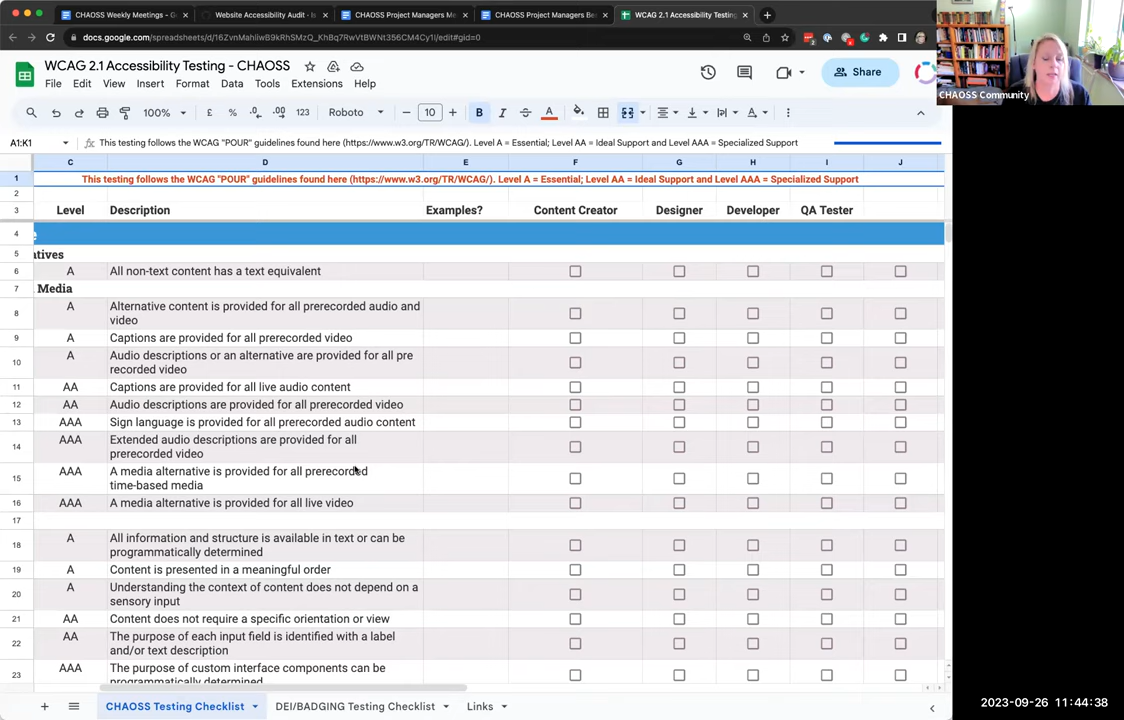 CHAOSS Weekly Meetings - G
Website Accessibility Audit - Is
CHAOSS Project Managers Me
CHAOSS Project Managers Be
WCAG 2.1 Accessibility Testing
WCAG 2.1 Accessibility Testing - CHAOSS
File Edit View Insert Format Data Tools Extensions Help
Share
CHAOSS Community
100% £ % .0 .00 123 Roboto 10 B I A
A1:K1 fx This testing follows the WCAG "POUR" guidelines found here (https://www.w3.org/TR/WCAG/). Level A = Essential; Level AA = Ideal Support and Level AAA = Specialized Support
C D E F G H I J
1 This testing follows the WCAG "POUR" guidelines found here (https://www.w3.org/TR/WCAG/). Level A = Essential; Level AA = Ideal Support and Level AAA = Specialized Support
2
3 Level Description Examples? Content Creator Designer Developer QA Tester
4 e
5 atives
6 A All non-text content has a text equivalent
7 Media
8 A Alternative content is provided for all prerecorded audio and
video
9 A Captions are provided for all prerecorded video
10 A Audio descriptions or an alternative are provided for all pre
recorded video
11 AA Captions are provided for all live audio content
12 AA Audio descriptions are provided for all prerecorded video
13 AAA Sign language is provided for all prerecorded audio content
14 AAA Extended audio descriptions are provided for all
prerecorded video
15 AAA A media alternative is provided for all prerecorded
time-based media
16 AAA A media alternative is provided for all live video
17
18 A All information and structure is available in text or can be
programmatically determined
19 A Content is presented in a meaningful order
20 A Understanding the context of content does not depend on a
sensory input
21 AA Content does not require a specific orientation or view
22 AA The purpose of each input field is identified with a label
and/or text description
23 AAA The purpose of custom interface components can be
programmatically determined
CHAOSS Testing Checklist DEI/BADGING Testing Checklist Links
2023-09-26 11:44:38